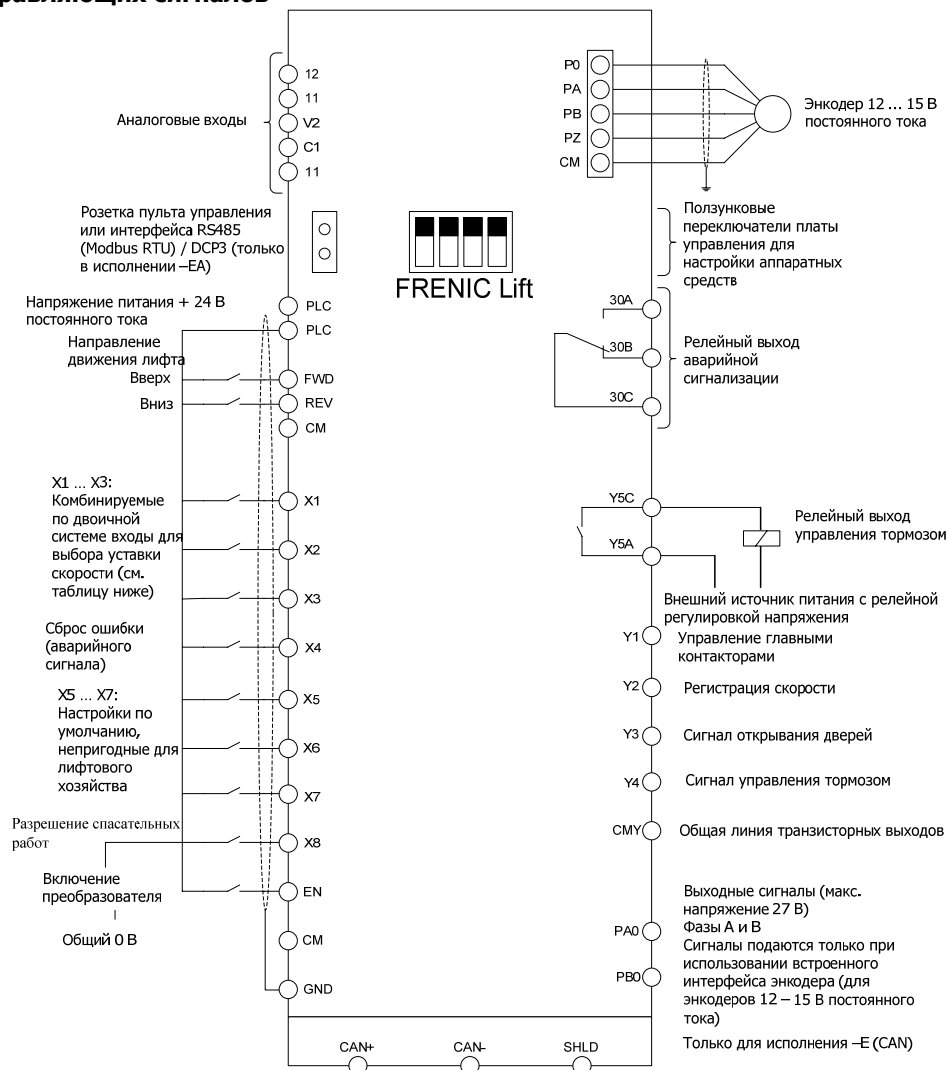 равляющих сигналов
12
11
Аналоговые входы
V2
C1
11
P0
PA
PB
PZ
CM
Энкодер 12 ... 15 В
постоянного тока
Розетка пульта управления
или интерфейса RS485
(Modbus RTU) / DCP3 (только
в исполнении –EA)
FRENIC Lift
Ползунковые
переключатели платы
управления для
настройки аппаратных
средств
Напряжение питания + 24 В
постоянного тока
PLC
PLC
Направление
движения лифта
Вверх
FWD
Вниз
REV
CM
30A
30B
30C
Релейный выход
аварийной
сигнализации
X1 ... X3:
Комбинируемые
по двоичной
системе входы для
выбора уставки
скорости (см.
таблицу ниже)
X1
X2
X3
Y5C
Y5A
Релейный выход
управления тормозом
Внешний источник питания с релейной
регулировкой напряжения
Сброс ошибки
(аварийного
сигнала)
X4
Y1
Управление главными
контакторами
X5 ... X7:
Настройки по
умолчанию,
непригодные для
лифтового
хозяйства
X5
X6
X7
Y2
Регистрация скорости
Y3
Сигнал открывания дверей
Y4
Сигнал управления тормозом
Разрешение спасательных
работ
X8
CMY
Общая линия транзисторных выходов
Включение
преобразователя
EN
Общий 0 В
CM
GND
PA0
PB0
Выходные сигналы (макс.
напряжение 27 В)
Фазы А и В
Сигналы подаются только при
использовании встроенного
интерфейса энкодера (для
энкодеров 12 – 15 В постоянного
тока)
CAN+
CAN-
SHLD
Только для исполнения –E (CAN)